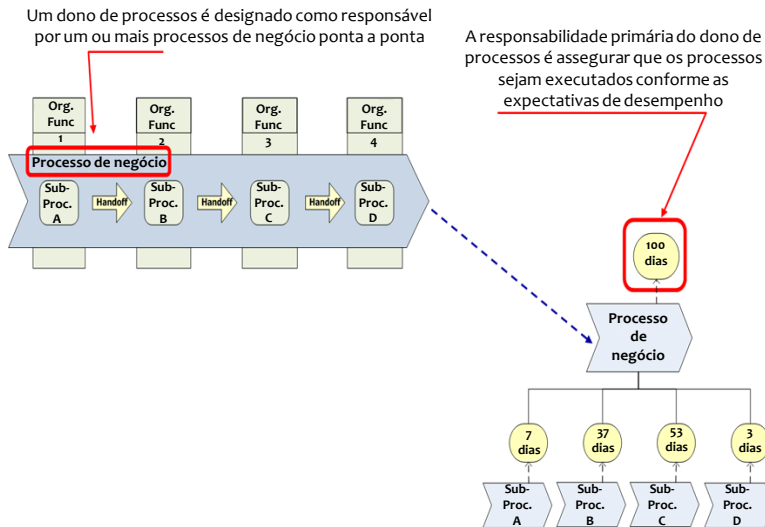 Um dono de processos é designado como responsável
por um ou mais processos de negócio ponta a ponta
A responsabilidade primária do dono de
processos é assegurar que os processos
sejam executados conforme as
expectativas de desempenho
Org.
Func
1
Org.
Func
2
Org.
Func
3
Org.
Func
4
Processo de negócio
Sub-
Proc.
A
Handoff
Sub-
Proc.
B
Handoff
Sub-
Proc.
C
Handoff
Sub-
Proc.
D
100
dias
Processo
de
negócio
7
dias
37
dias
53
dias
3
dias
Sub-
Proc.
A
Sub-
Proc.
B
Sub-
Proc.
C
Sub-
Proc.
D